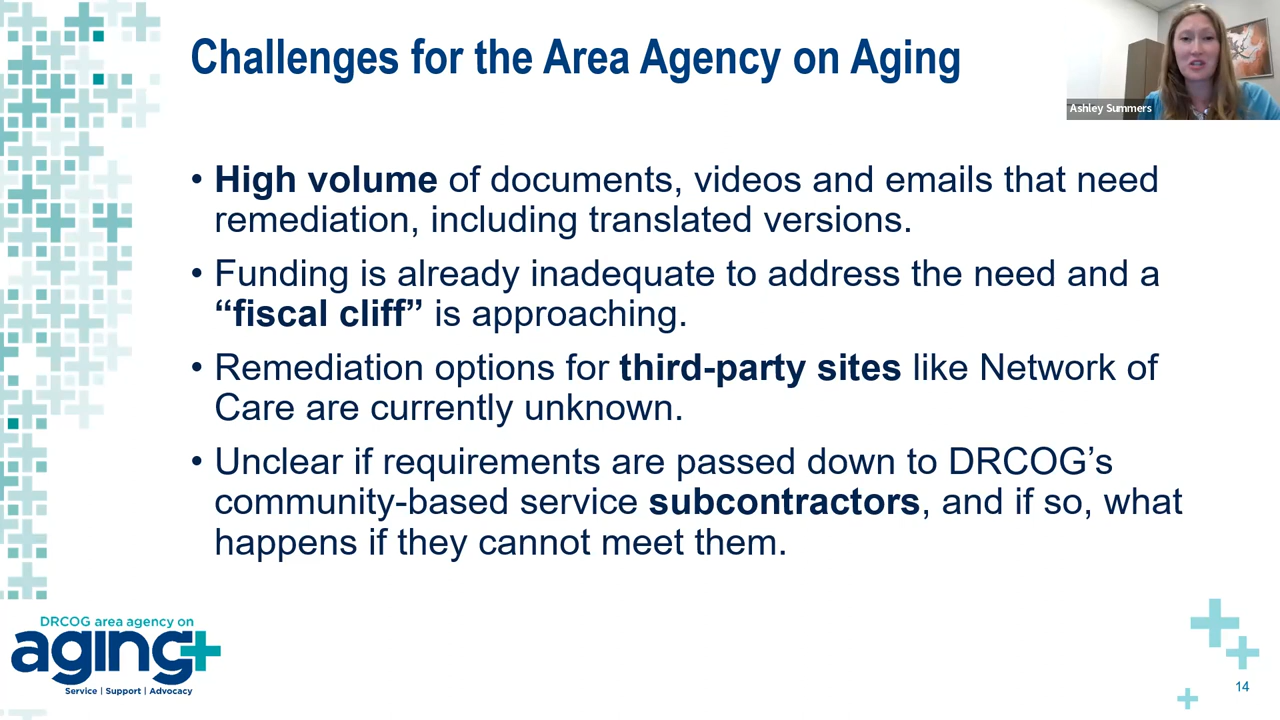 Challenges for the Area Agency on Aging
Ashley Summers
• High volume of documents, videos and emails that need
remediation, including translated versions.
• Funding is already inadequate to address the need and a
“fiscal cliff” is approaching.
• Remediation options for third-party sites like Network of
Care are currently unknown.
• Unclear if requirements are passed down to DRCOG’s
community-based service subcontractors, and if so, what
happens if they cannot meet them.
DRCOG area agency on
aging+
Service | Support | Advocacy
14